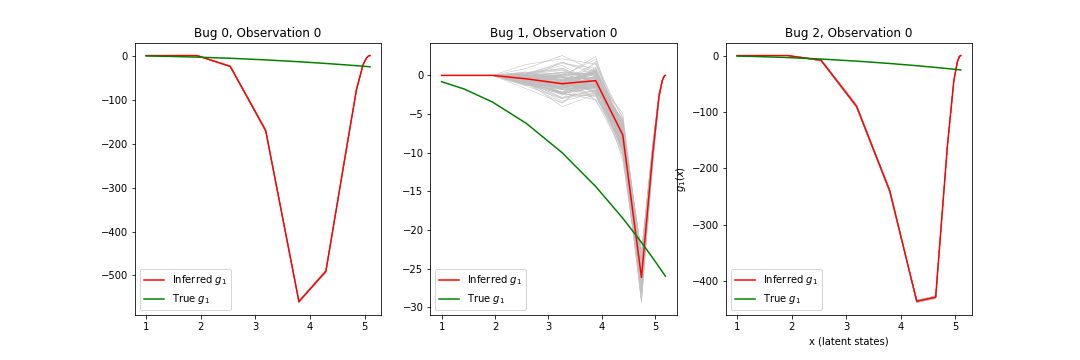 Bug 0, Observation 0
0
−100
−200
−300
−400
−500
1 2 3 4 5
Inferred g₁
True g₁
Bug 1, Observation 0
0
−5
−10
−15
−20
−25
−30
1 2 3 4 5
Inferred g₁
True g₁
Bug 2, Observation 0
g₁(x)
0
−100
−200
−300
−400
1 2 3 4 5
Inferred g₁
True g₁
x (latent states)